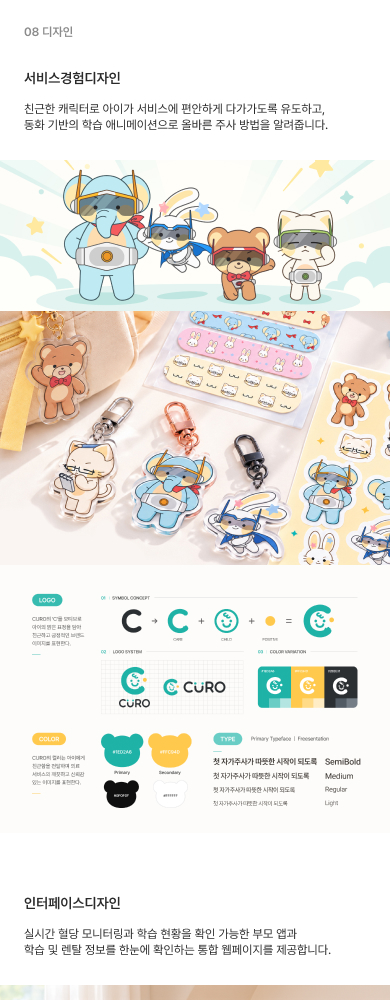 08 디자인
서비스경험디자인
친근한 캐릭터로 아이가 서비스에 편안하게 다가가도록 유도하고,
동화 기반의 학습 애니메이션으로 올바른 주사 방법을 알려줍니다.
LOGO
01 SYMBOL CONCEPT
CARE
CHILD
POSITIVE
02 LOGO SYSTEM
03 COLOR VARIATION
CURO
CURO
COLOR
Primary
Secondary
#FFFFFF
TYPE
Primary Typeface | Freesentation
첫 자가주사가 따뜻한 시작이 되도록 SemiBold
첫 자가주사가 따뜻한 시작이 되도록 Medium
첫 자가주사가 따뜻한 시작이 되도록 Regular
첫 자가주사가 따뜻한 시작이 되도록 Light
인터페이스디자인
실시간 혈당 모니터링과 학습 현황을 확인 가능한 부모 앱과
학습 및 렌탈 정보를 한눈에 확인하는 통합 웹페이지를 제공합니다.